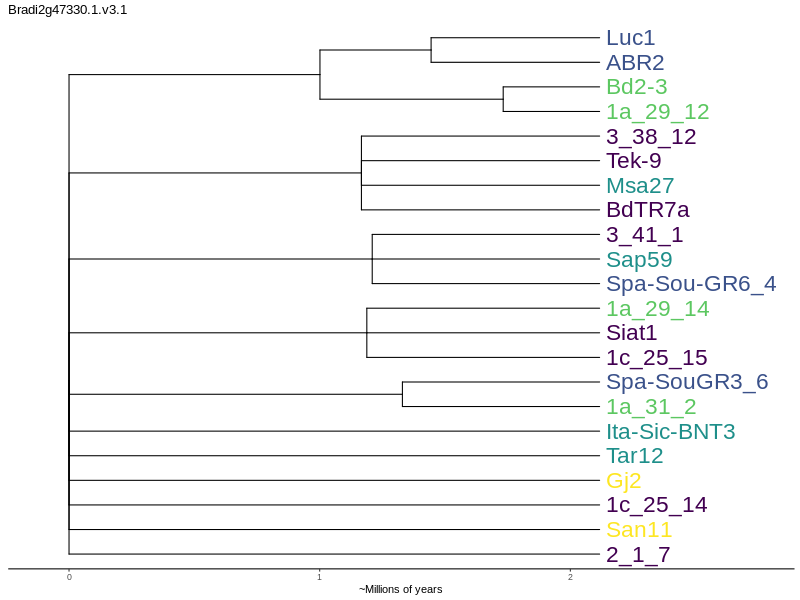 Bradi2g47330.1.v3.1
Luc1
ABR2
Bd2-3
1a_29_12
3_38_12
Tek-9
Msa27
BdTR7a
3_41_1
Sap59
Spa-Sou-GR6_4
1a_29_14
Siat1
1c_25_15
Spa-SouGR3_6
1a_31_2
Ita-Sic-BNT3
Tar12
Gj2
1c_25_14
San11
2_1_7
0 1 2
~Millions of years